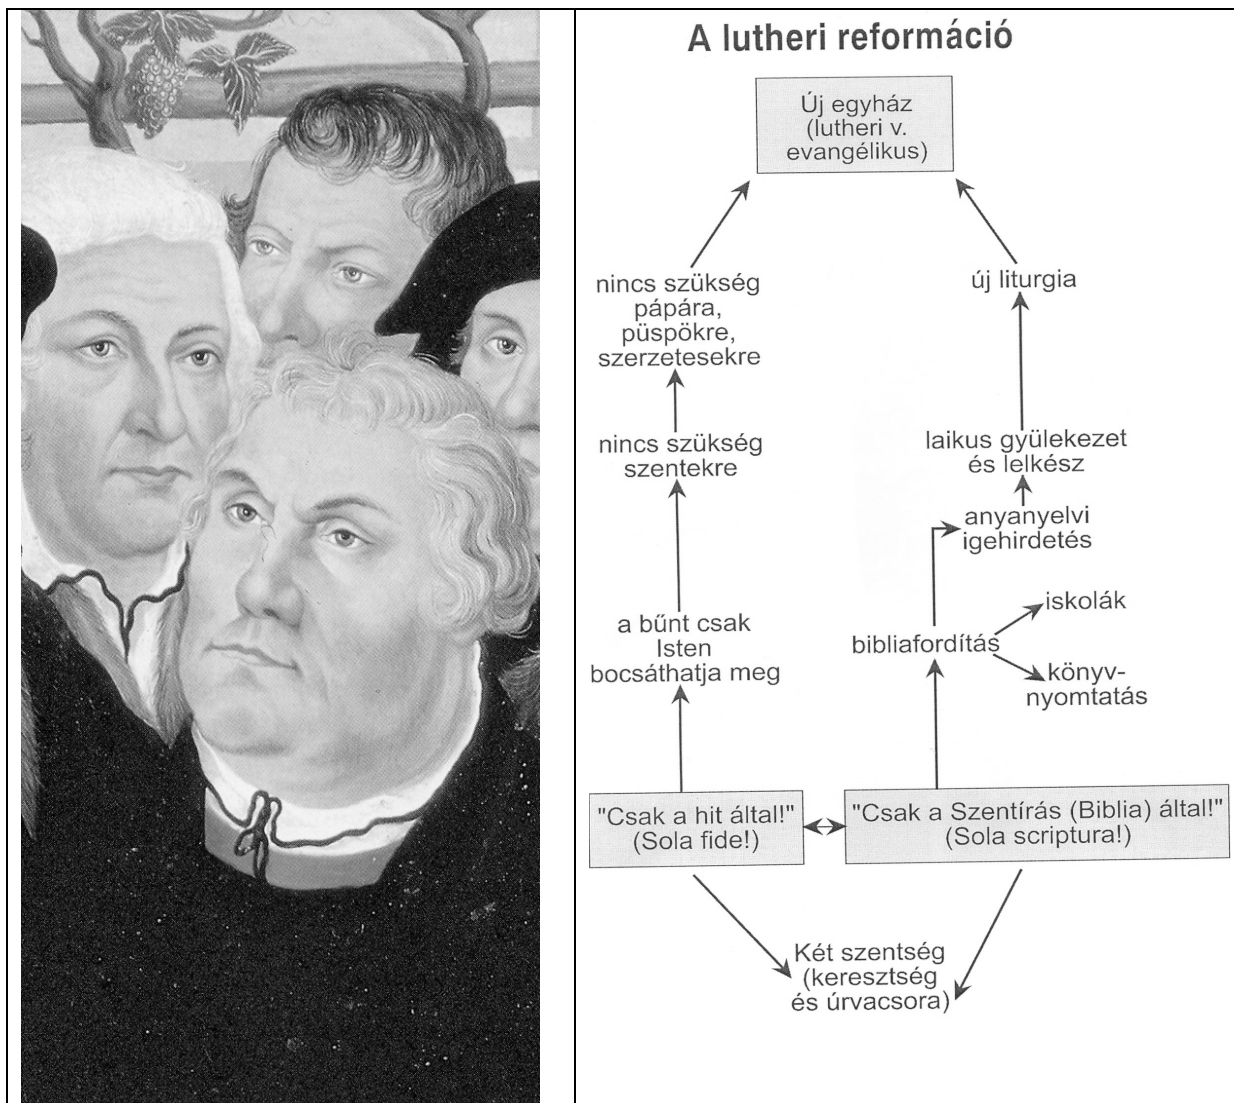 A lutheri reformáció
Új egyház
(lutheri v.
evangélikus)
nincs szükség
pápára,
püspökre,
szerzetesekre
új liturgia
nincs szükség
szentekre
laikus gyülekezet
és lelkész
anyanyelvi
igehirdetés
a bűnt csak
Isten
bocsáthatja meg
bibliafordítás
iskolák
könyv-
nyomtatás
"Csak a hit által!"
(Sola fide!)
"Csak a Szentírás (Biblia) által!"
(Sola scriptura!)
Két szentség
(keresztség
és úrvacsora)